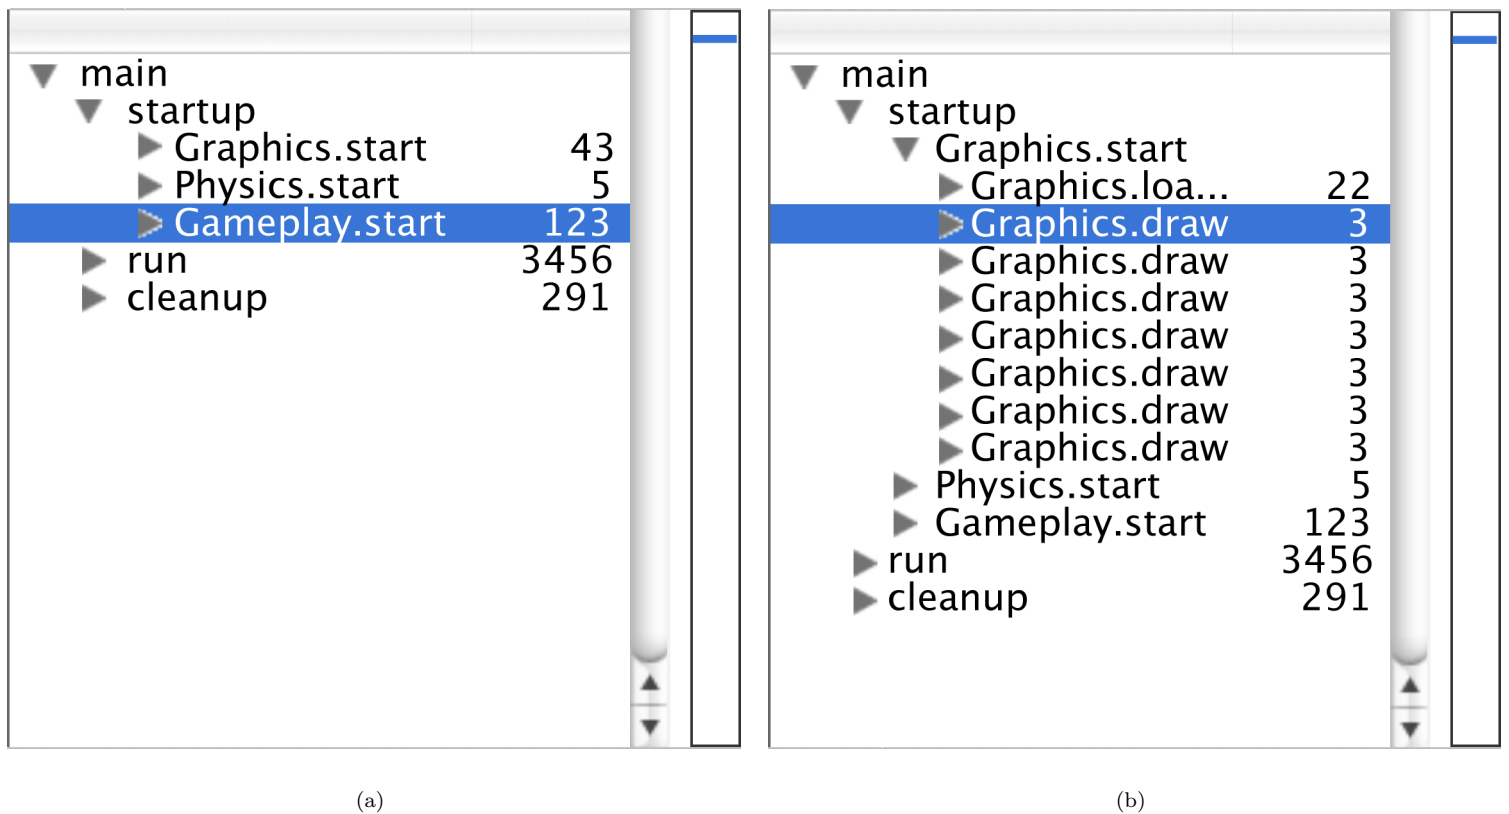 main
startup
Graphics.start 43
Physics.start 5
Gameplay.start 123
run 3456
cleanup 291
(a)
main
startup
Graphics.start
Graphics.loa... 22
Graphics.draw 3
Graphics.draw 3
Graphics.draw 3
Graphics.draw 3
Graphics.draw 3
Graphics.draw 3
Graphics.draw 3
Physics.start 5
Gameplay.start 123
run 3456
cleanup 291
(b)